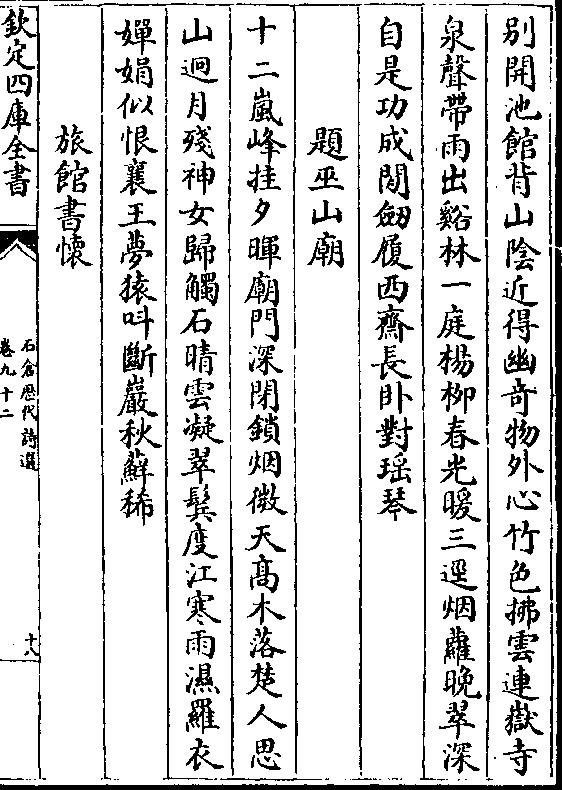 別開池館背山陰近得幽奇物外心竹色拂雲連嶽寺
泉聲帶雨出谿林一庭楊柳春光暖三逕烟蘿晚翠深
自是功成閒劒履西齋長卧對瑶琴
題巫山廟
十二嵐峰挂夕暉廟門深閉鎖烟微天髙木落楚人思
山迥月殘神女歸觸石晴雲凝翠鬓度江寒雨濕羅衣
嬋娟似恨襄王夢猿叫斷巖秋蘚稀
旅館書懷
欽定四庫全書
石倉歴代詩選
卷九十二
十八